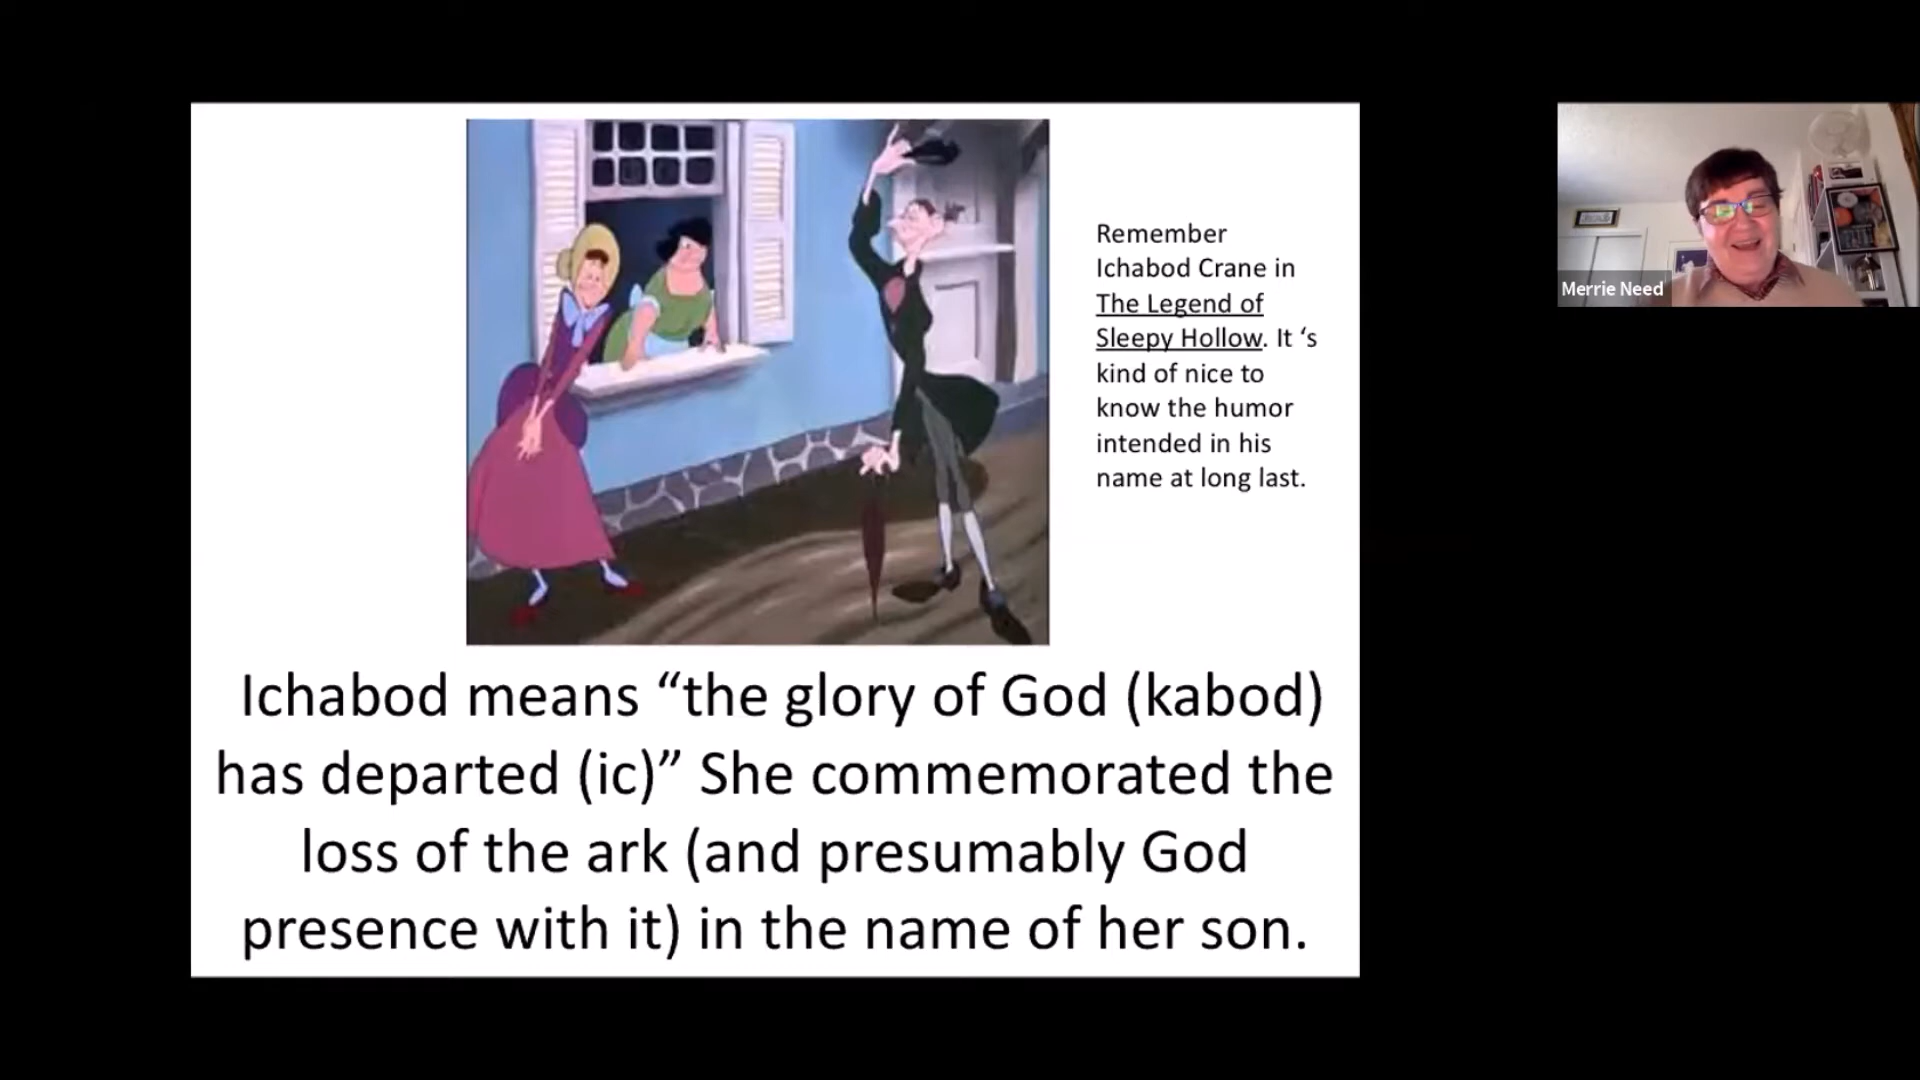 Remember
Ichabod Crane in
The Legend of
Sleepy Hollow. It ‘s
kind of nice to
know the humor
intended in his
name at long last.
Ichabod means “the glory of God (kabod)
has departed (ic)” She commemorated the
loss of the ark (and presumably God
presence with it) in the name of her son.
Merrie Need